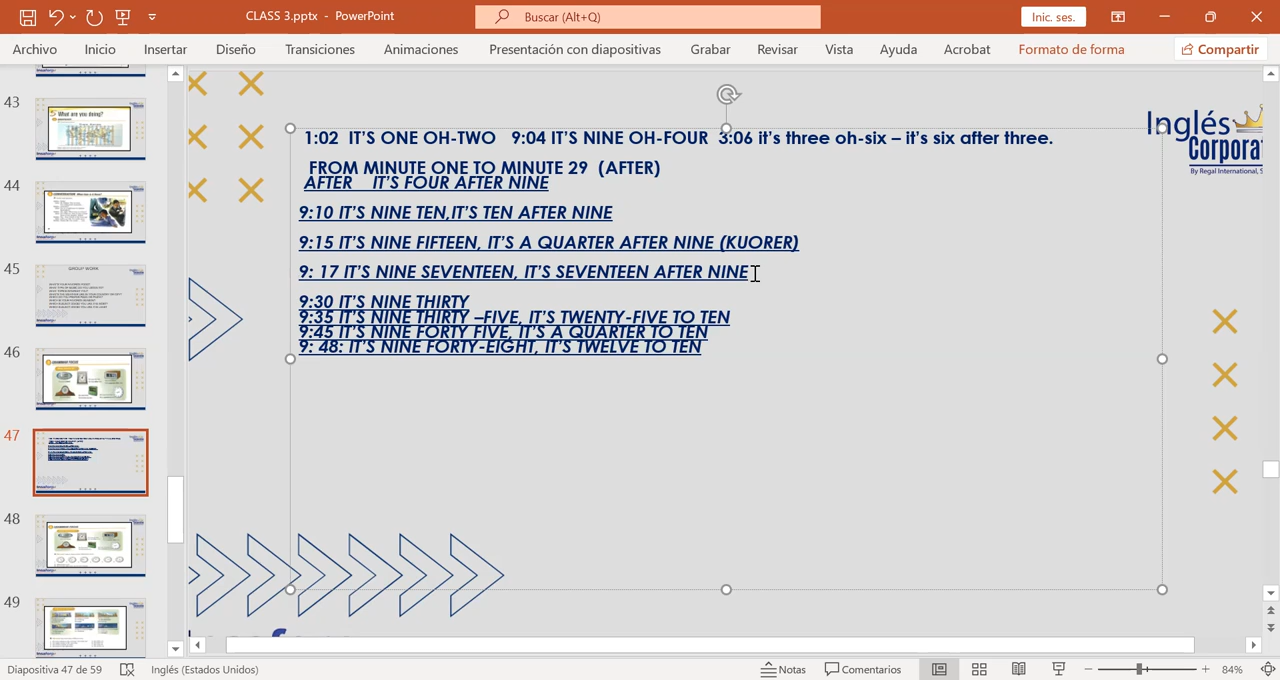 CLASS 3.pptx - PowerPoint
Buscar (Alt+Q)
Inic. ses.
Archivo Inicio Insertar Diseño Transiciones Animaciones Presentación con diapositivas Grabar Revisar Vista Ayuda Acrobat Formato de forma Compartir
43
What are you doing?
44
45
GROUP WORK
46
47
48
49
Inglés
Corporat
By Regal International, S
1:02 IT’S ONE OH-TWO 9:04 IT’S NINE OH-FOUR 3:06 it’s three oh-six – it’s six after three.
FROM MINUTE ONE TO MINUTE 29 (AFTER)
AFTER IT’S FOUR AFTER NINE
9:10 IT’S NINE TEN,IT’S TEN AFTER NINE
9:15 IT’S NINE FIFTEEN, IT’S A QUARTER AFTER NINE (KUORER)
9: 17 IT’S NINE SEVENTEEN, IT’S SEVENTEEN AFTER NINE
9:30 IT’S NINE THIRTY
9:35 IT’S NINE THIRTY –FIVE, IT’S TWENTY-FIVE TO TEN
9:45 IT’S NINE FORTY FIVE, IT’S A QUARTER TO TEN
9: 48: IT’S NINE FORTY-EIGHT, IT’S TWELVE TO TEN
Diapositiva 47 de 59 Inglés (Estados Unidos) Notas Comentarios 84%